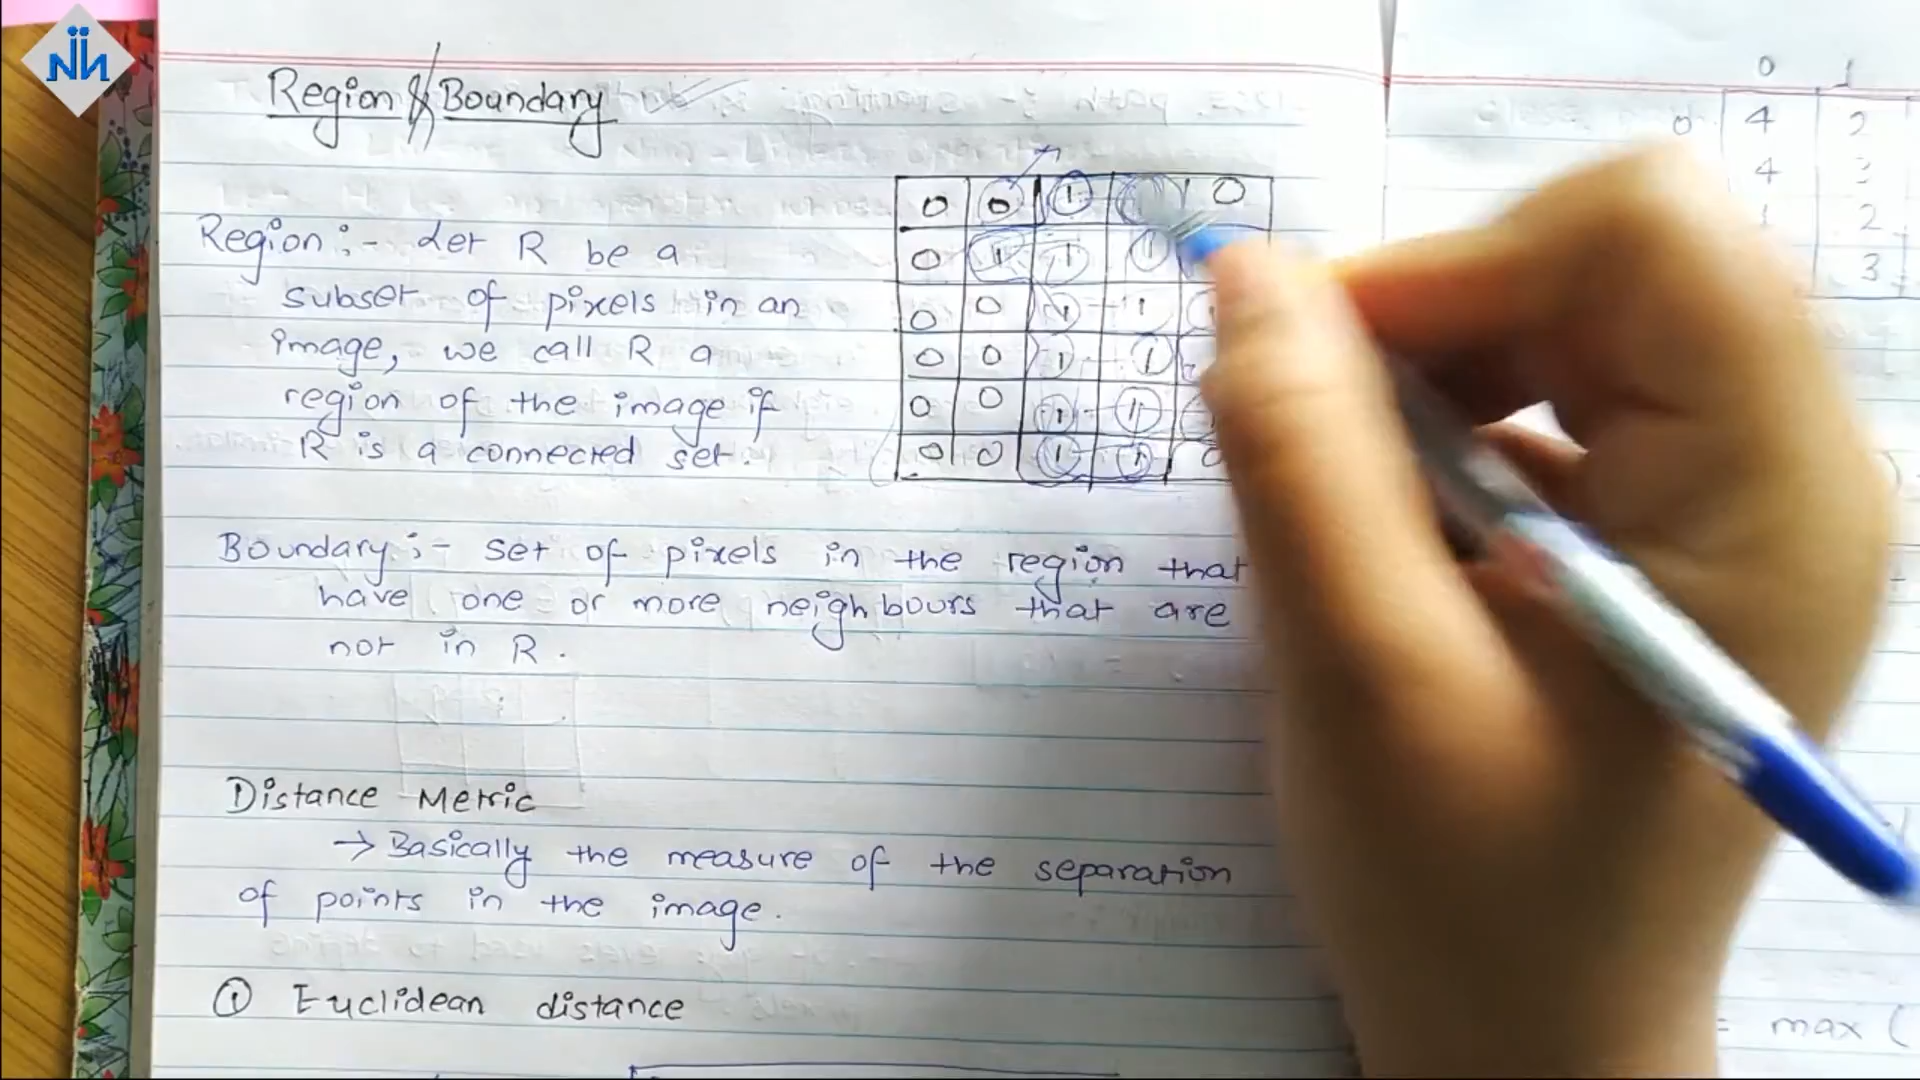 Region & Boundary
Region :- Let R be a
subset of pixels in an
image, we call R a
region of the image if
R is a connected set.
0 0 1 0
0 1 1 1
0 0 1 1
0 0 1 1
0 0 1 1
0 0 1 1 0
Boundary :- set of pixels in the region that
have one or more neighbours that are
not in R.
Distance Metric
→ Basically the measure of the separation
of points in the image.
① Euclidean distance
0 1
0 4 2
4 3
2
3
= max (